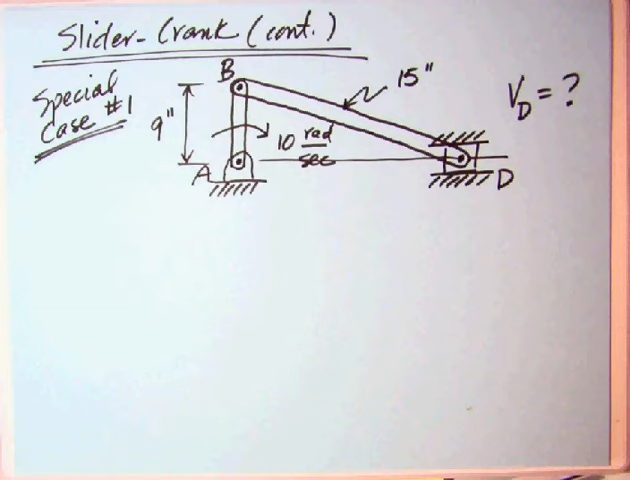 Slider-Crank (cont.)
Special
Case #1
B
15"
V_D = ?
9"
10 rad/sec
A
D